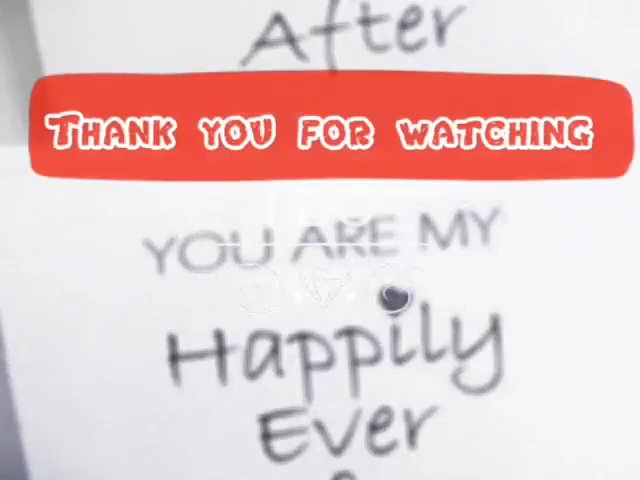 After
THANK YOU FOR WATCHING
YOU ARE MY
Happily
Ever